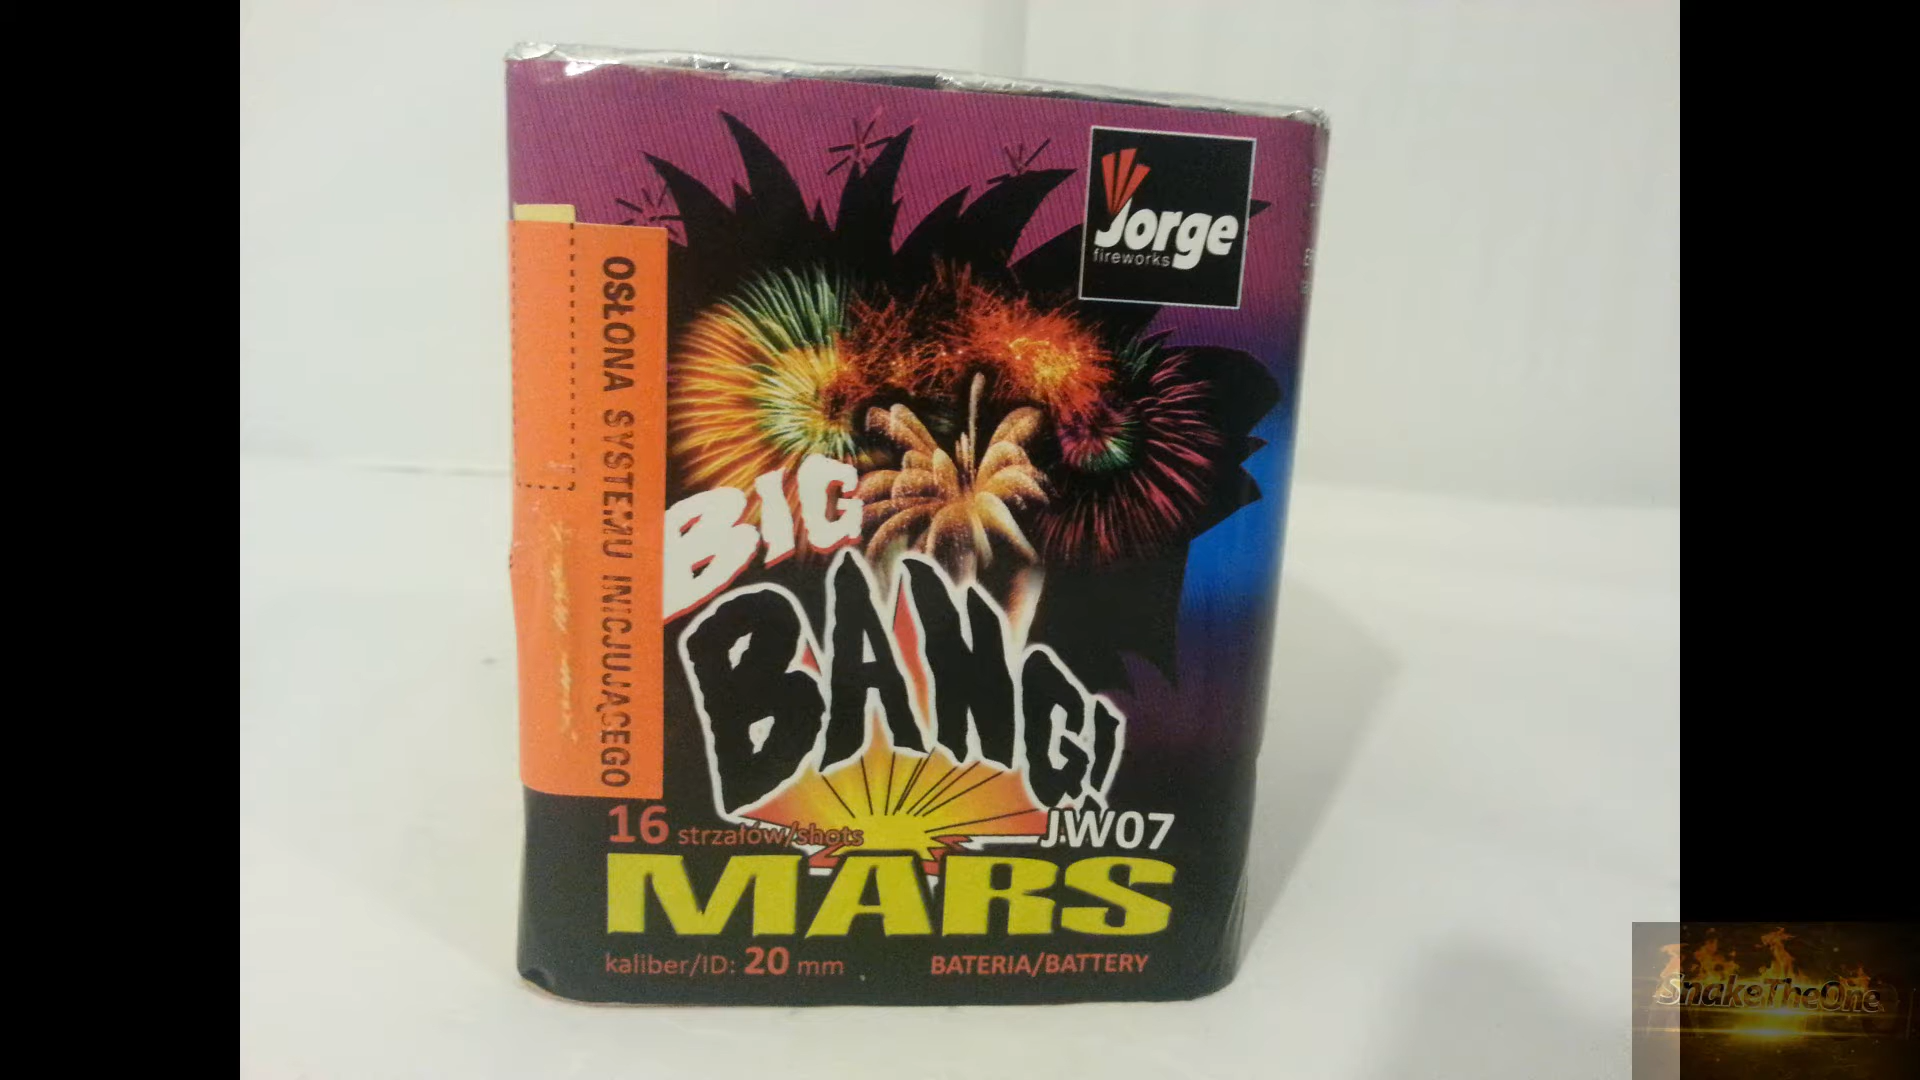 Jorge
fireworks
OSŁONA SYSTEMU INICJUJĄCEGO
BIG
BANG!
16 strzałów/shots
JW07
MARS
kaliber/ID: 20 mm
BATERIA/BATTERY
SnakeTheOne